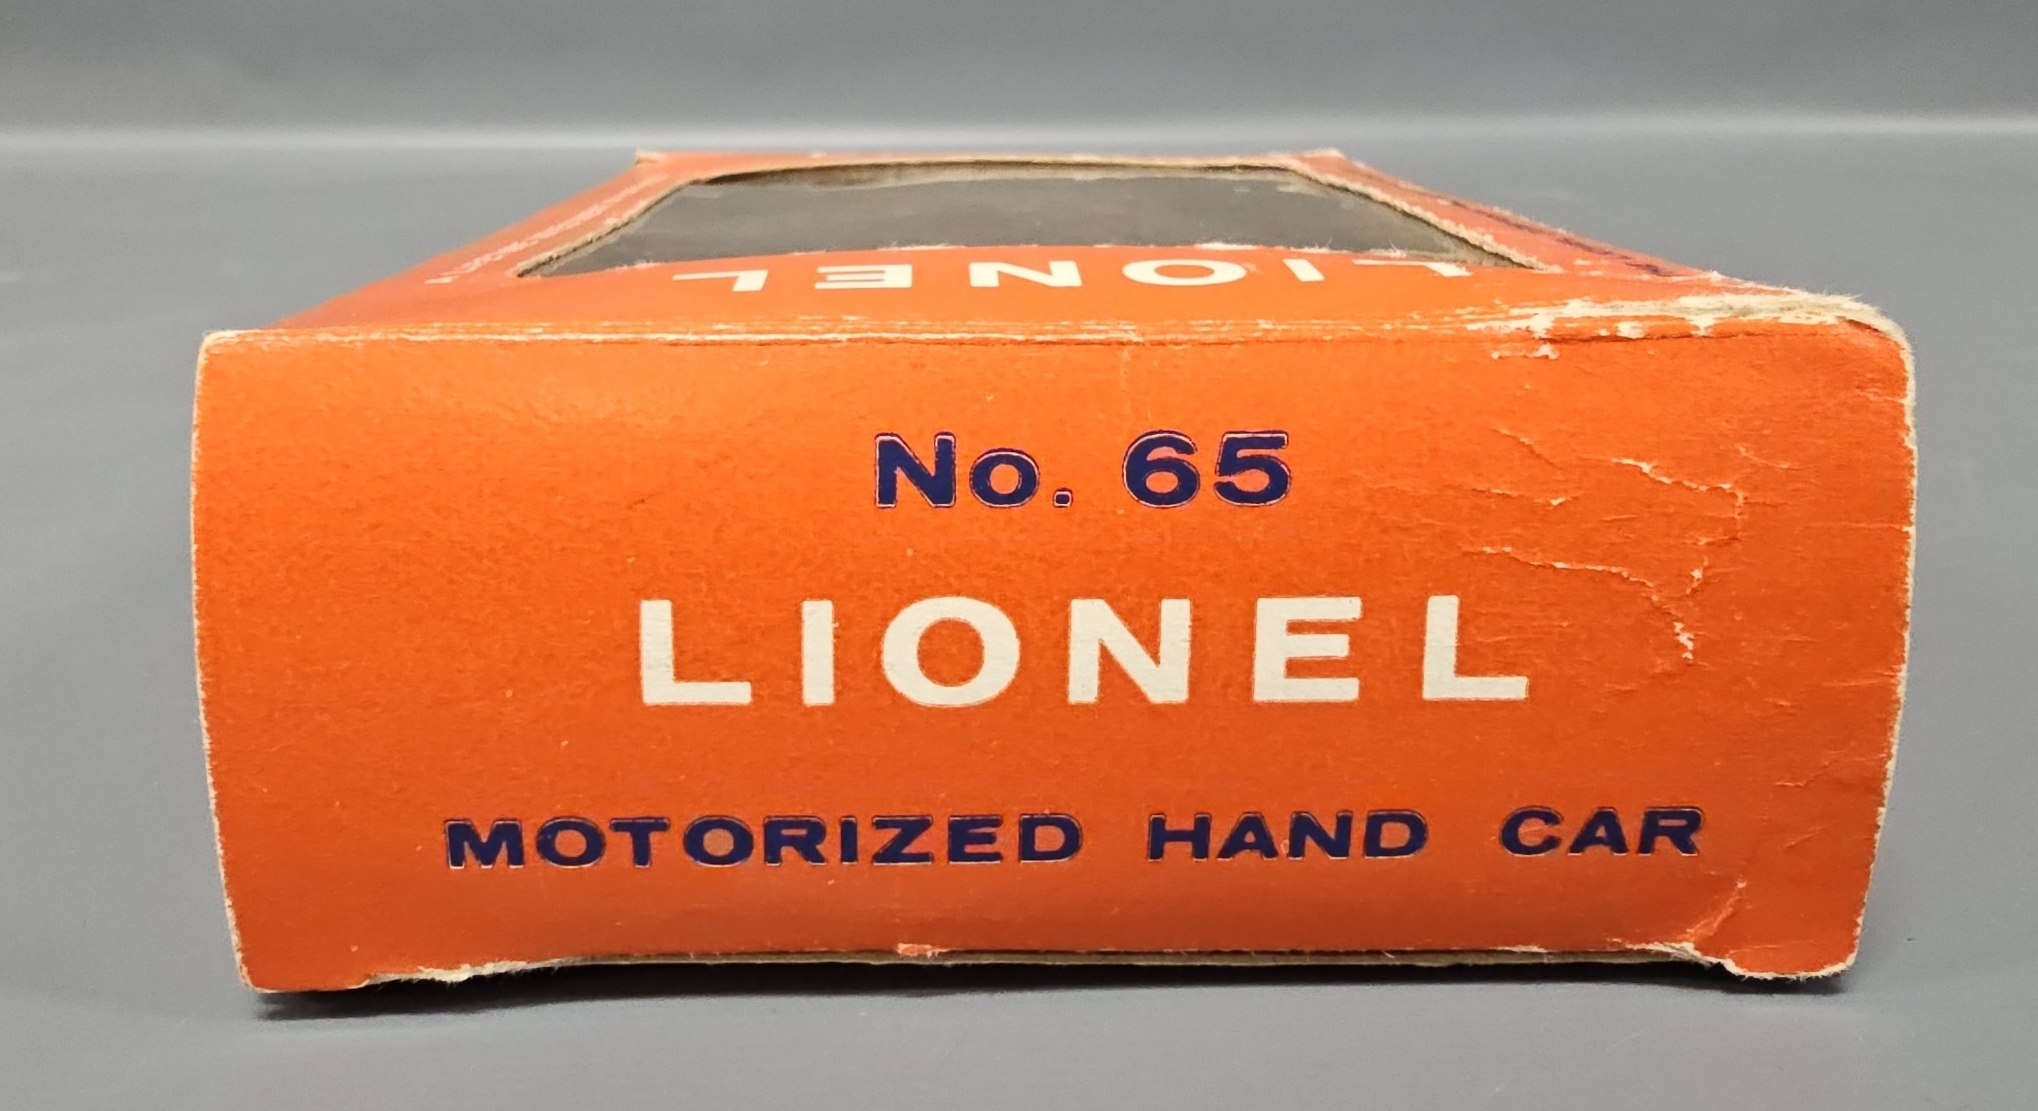 LIONEL
No. 65
LIONEL
MOTORIZED HAND CAR